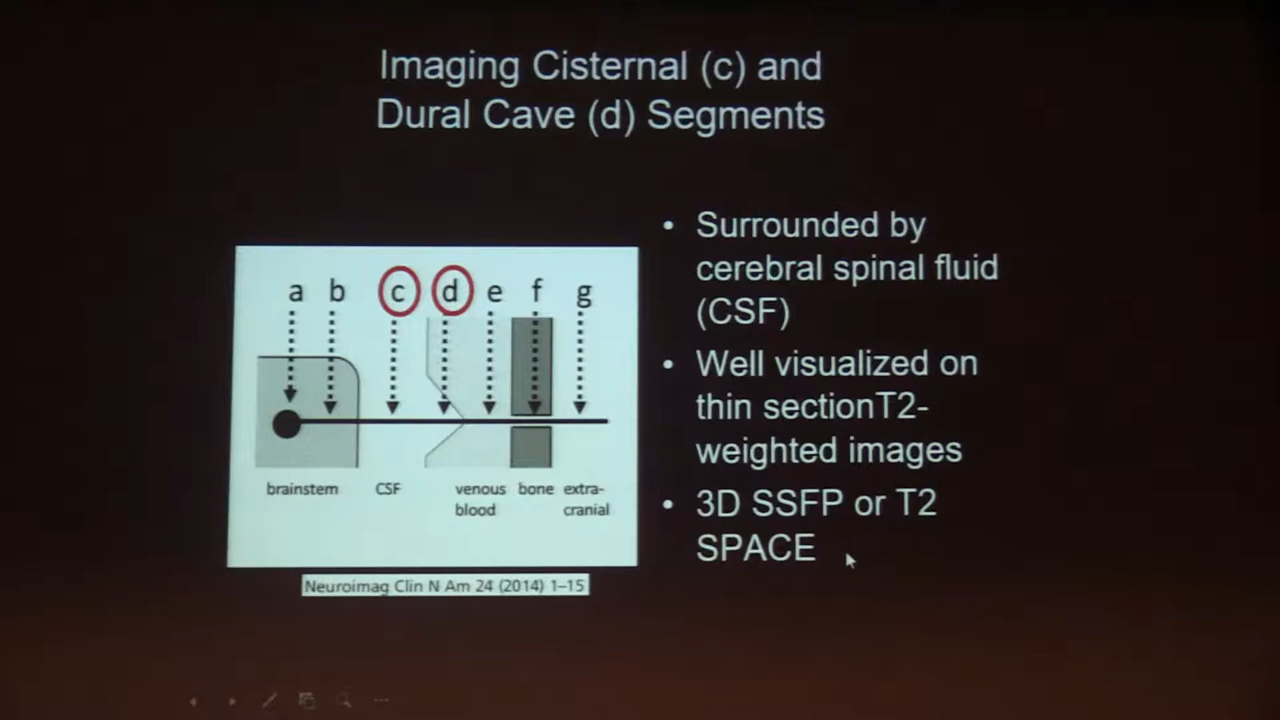 Imaging Cisternal (c) and
Dural Cave (d) Segments
• Surrounded by
cerebral spinal fluid
(CSF)
• Well visualized on
thin sectionT2-
weighted images
• 3D SSFP or T2
SPACE
a b c d e f g
brainstem CSF venous blood bone extra-cranial
Neuroimag Clin N Am 24 (2014) 1–15